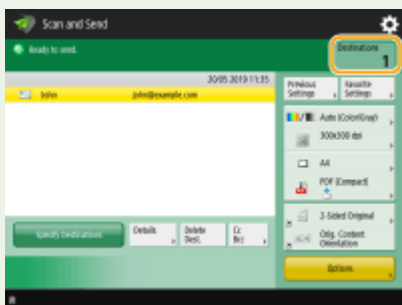 Scan and Send
Ready to send.
Destinations
1
20/05 2019 11:35
John john@example.com
Previous Settings
Favorite Settings
Auto (Color/Gray)
300x300 dpi
A4
PDF (Compact)
2-Sided Original
Orig. Content Orientation
Specify Destinations
Details
Delete Dest.
Cc Bcc
Options